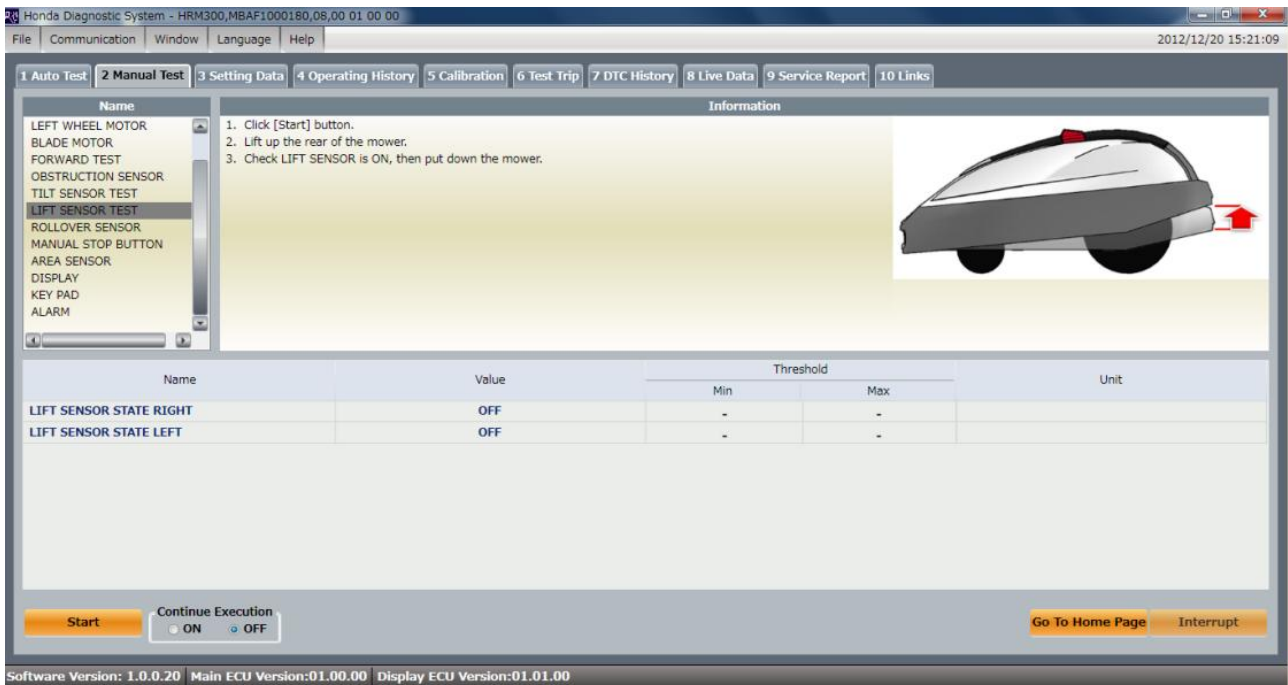 Honda Diagnostic System - HRM300,MBAF1000180,08,00 01 00 00
File Communication Window Language Help 2012/12/20 15:21:09
1 Auto Test 2 Manual Test 3 Setting Data 4 Operating History 5 Calibration 6 Test Trip 7 DTC History 8 Live Data 9 Service Report 10 Links
Name
LEFT WHEEL MOTOR
BLADE MOTOR
FORWARD TEST
OBSTRUCTION SENSOR
TILT SENSOR TEST
LIFT SENSOR TEST
ROLLOVER SENSOR
MANUAL STOP BUTTON
AREA SENSOR
DISPLAY
KEY PAD
ALARM
Information
1. Click [Start] button.
2. Lift up the rear of the mower.
3. Check LIFT SENSOR is ON, then put down the mower.
Name Value Threshold Unit
Min Max
LIFT SENSOR STATE RIGHT OFF - -
LIFT SENSOR STATE LEFT OFF - -
Start Continue Execution ON OFF Go To Home Page Interrupt
Software Version: 1.0.0.20 Main ECU Version:01.00.00 Display ECU Version:01.01.00